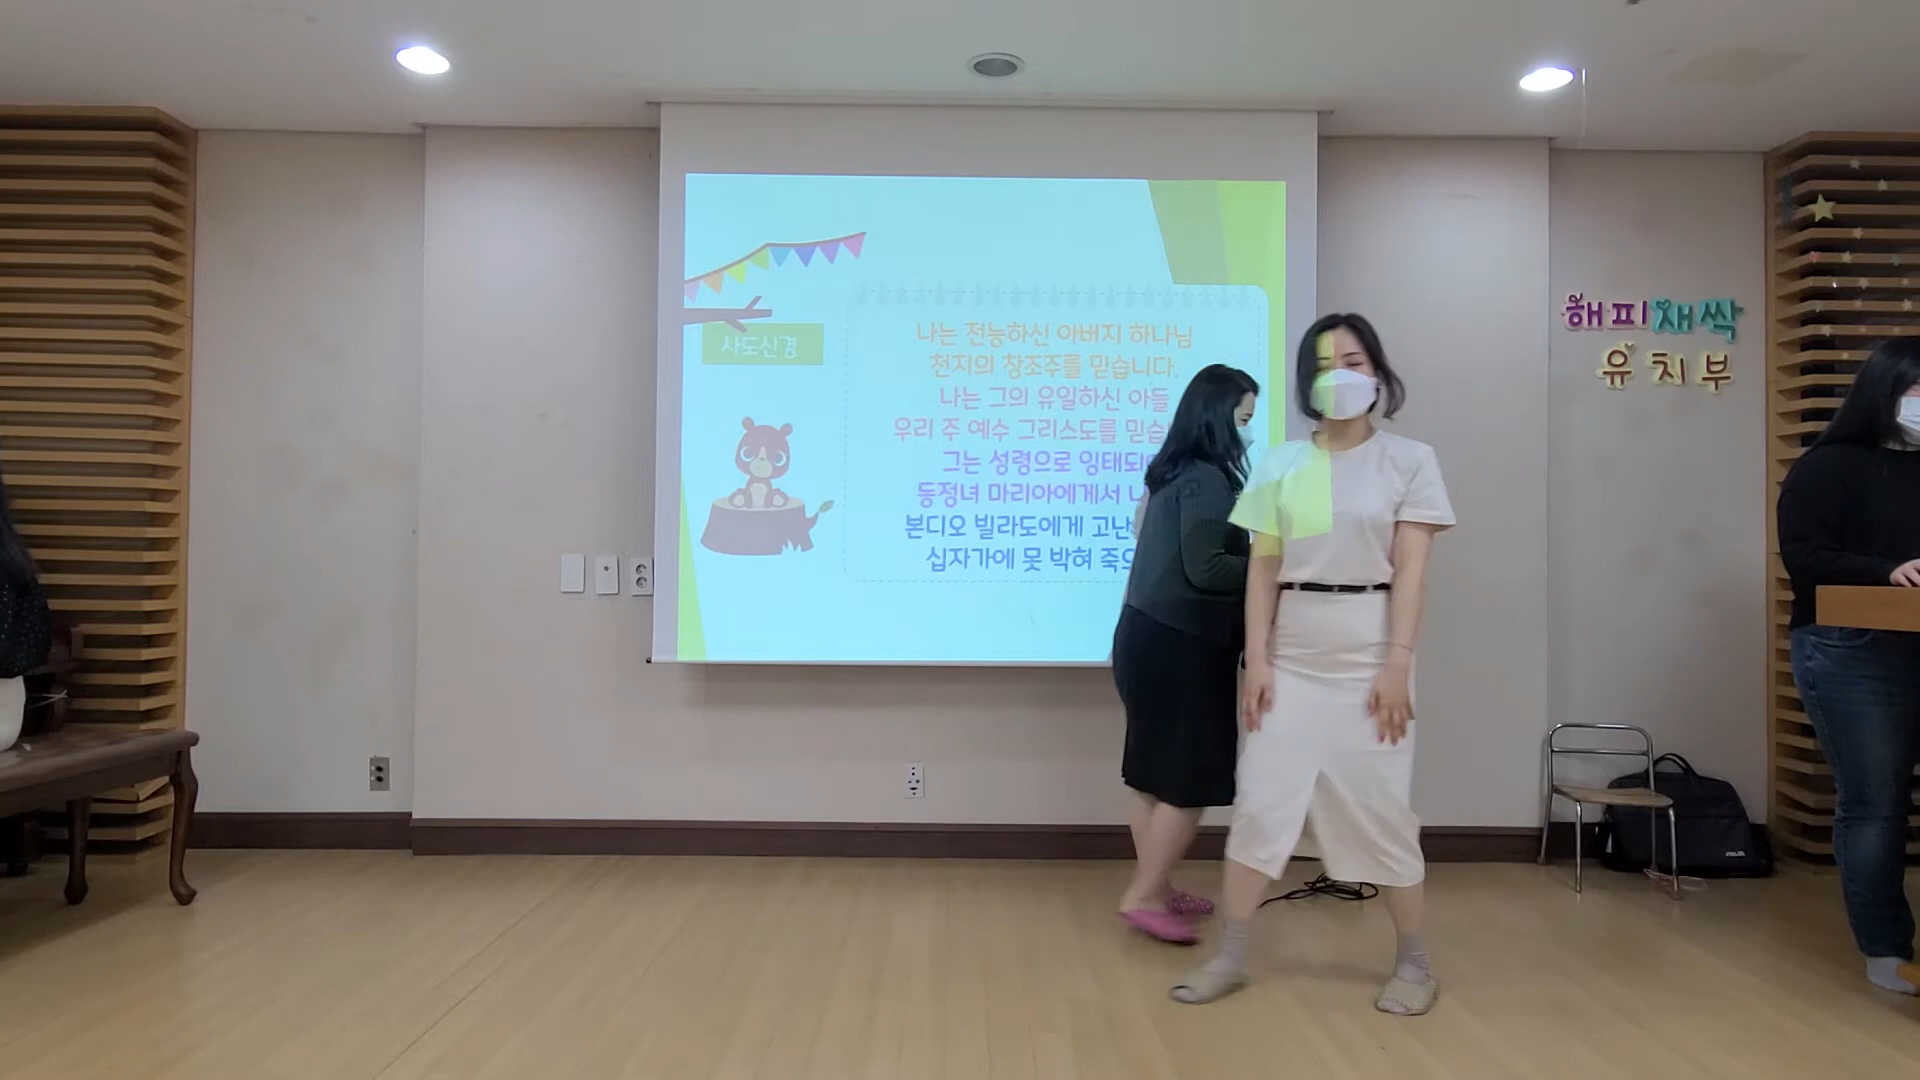 사도신경
나는 전능하신 아버지 하나님
천지의 창조주를 믿습니다.
나는 그의 유일하신 아들
우리 주 예수 그리스도를 믿습
그는 성령으로 잉태되어
동정녀 마리아에게서 나
본디오 빌라도에게 고난
십자가에 못 박혀 죽으
해피새싹
유치부
ASUS